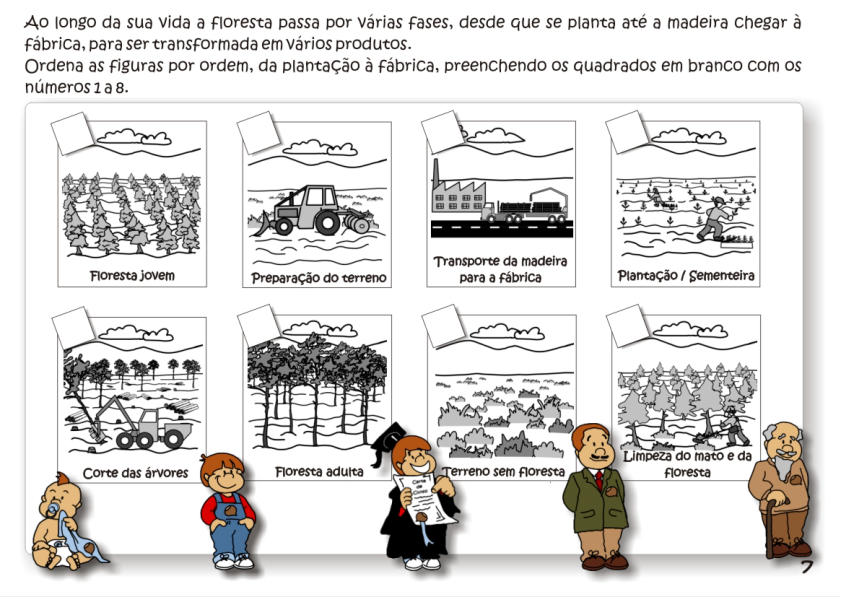 Ao longo da sua vida a floresta passa por várias fases, desde que se planta até a madeira chegar à
fábrica, para ser transformada em vários produtos.
Ordena as figuras por ordem, da plantação à fábrica, preenchendo os quadrados em branco com os
números 1 a 8.
Floresta jovem
Preparação do terreno
Transporte da madeira
para a fábrica
Plantação / Sementeira
Corte das árvores
Floresta adulta
Terreno sem floresta
Limpeza do mato e da
floresta
Carta
de
Curso
7